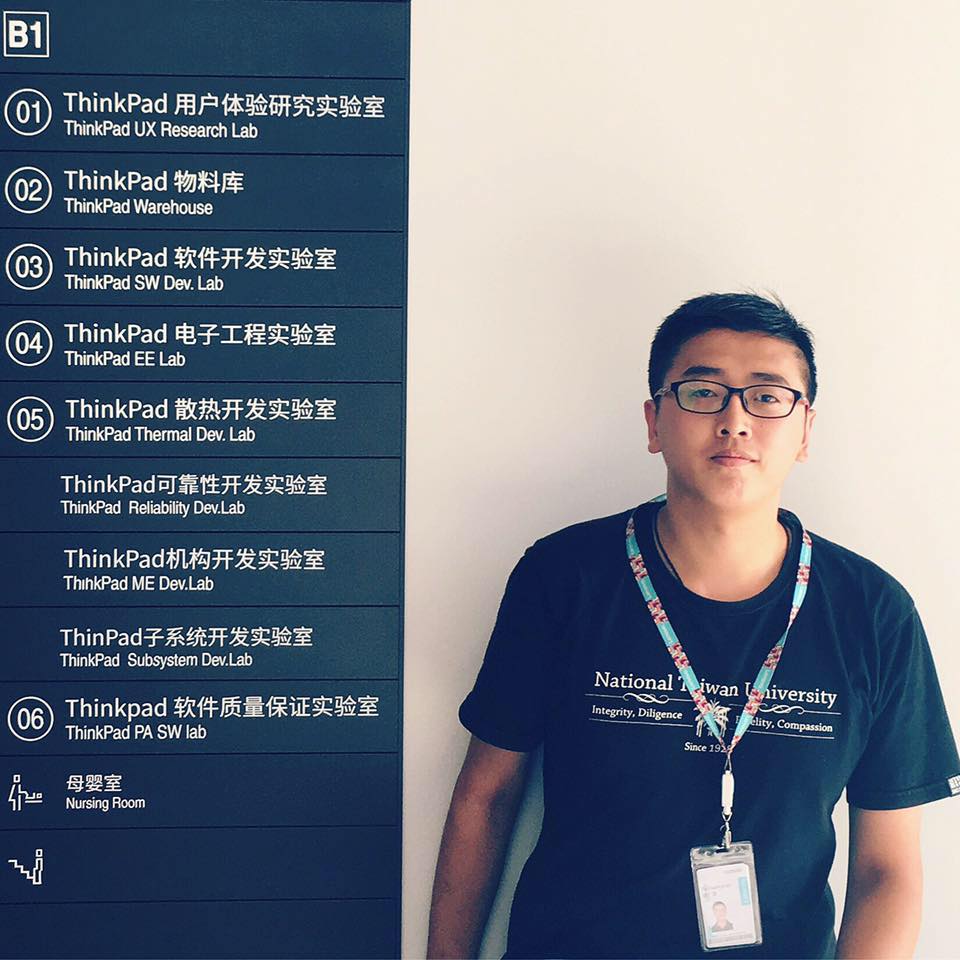 B1
01
ThinkPad 用户体验研究实验室
ThinkPad UX Research Lab
02
ThinkPad 物料库
ThinkPad Warehouse
03
ThinkPad 软件开发实验室
ThinkPad SW Dev. Lab
04
ThinkPad 电子工程实验室
ThinkPad EE Lab
05
ThinkPad 散热开发实验室
ThinkPad Thermal Dev. Lab
ThinkPad可靠性开发实验室
ThinkPad Reliability Dev.Lab
ThinkPad机构开发实验室
ThinkPad ME Dev.Lab
ThinPad子系统开发实验室
ThinkPad Subsystem Dev.Lab
06
Thinkpad 软件质量保证实验室
ThinkPad PA SW lab
母婴室
Nursing Room
National Taiwan University
Integrity, Diligence Fidelity, Compassion
Since